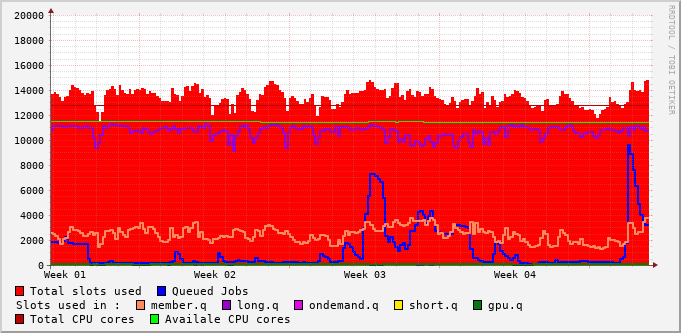 20000
18000
16000
14000
12000
10000
8000
6000
4000
2000
0
Week 01 Week 02 Week 03 Week 04
Total slots used Queued Jobs
Slots used in : member.q long.q ondemand.q short.q gpu.q
Total CPU cores Availale CPU cores
RRDTOOL / TOBI OETIKER